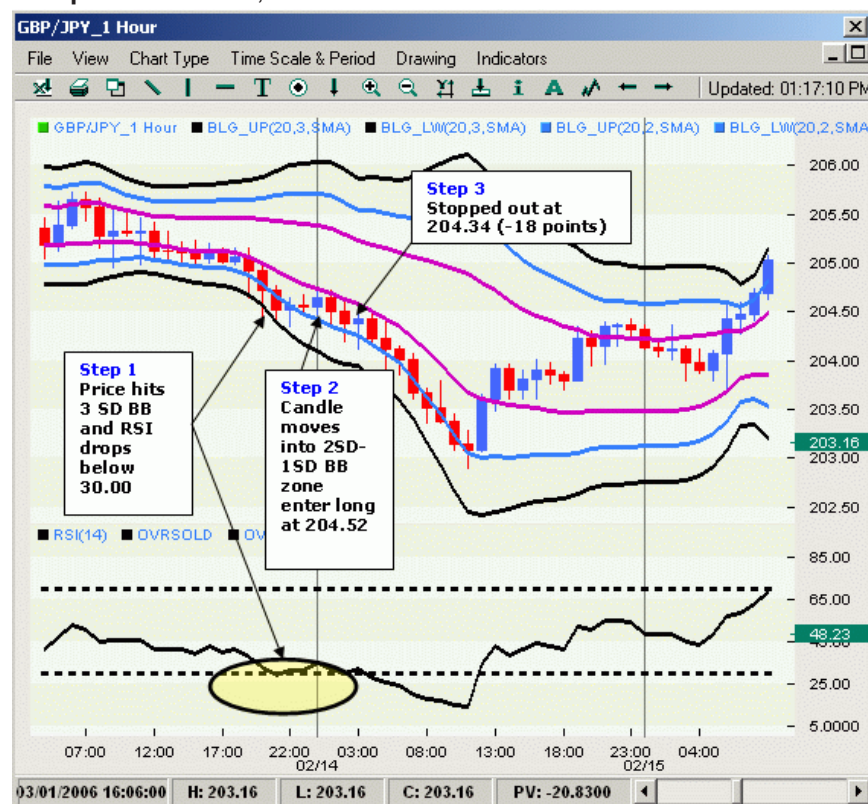 GBP/JPY_1 Hour
File View Chart Type Time Scale & Period Drawing Indicators
Updated: 01:17:10 PM
GBP/JPY_1 Hour BLG_UP(20,3,SMA) BLG_LW(20,3,SMA) BLG_UP(20,2,SMA) BLG_LW(20,2,SMA
206.00
Step 3
Stopped out at
204.34 (-18 points)
205.50
205.00
204.50
204.00
Step 1
Price hits
3 SD BB
and RSI
drops
below
30.00
Step 2
Candle
moves
into 2SD-
1SD BB
zone
enter long
at 204.52
203.50
203.16
203.00
202.50
RSI(14) OVRSOLD
85.00
65.00
48.23
25.00
5.0000
07:00 12:00 17:00 22:00 03:00 08:00 13:00 18:00 23:00 04:00
02/14 02/15
03/01/2006 16:06:00 H: 203.16 L: 203.16 C: 203.16 PV: -20.8300